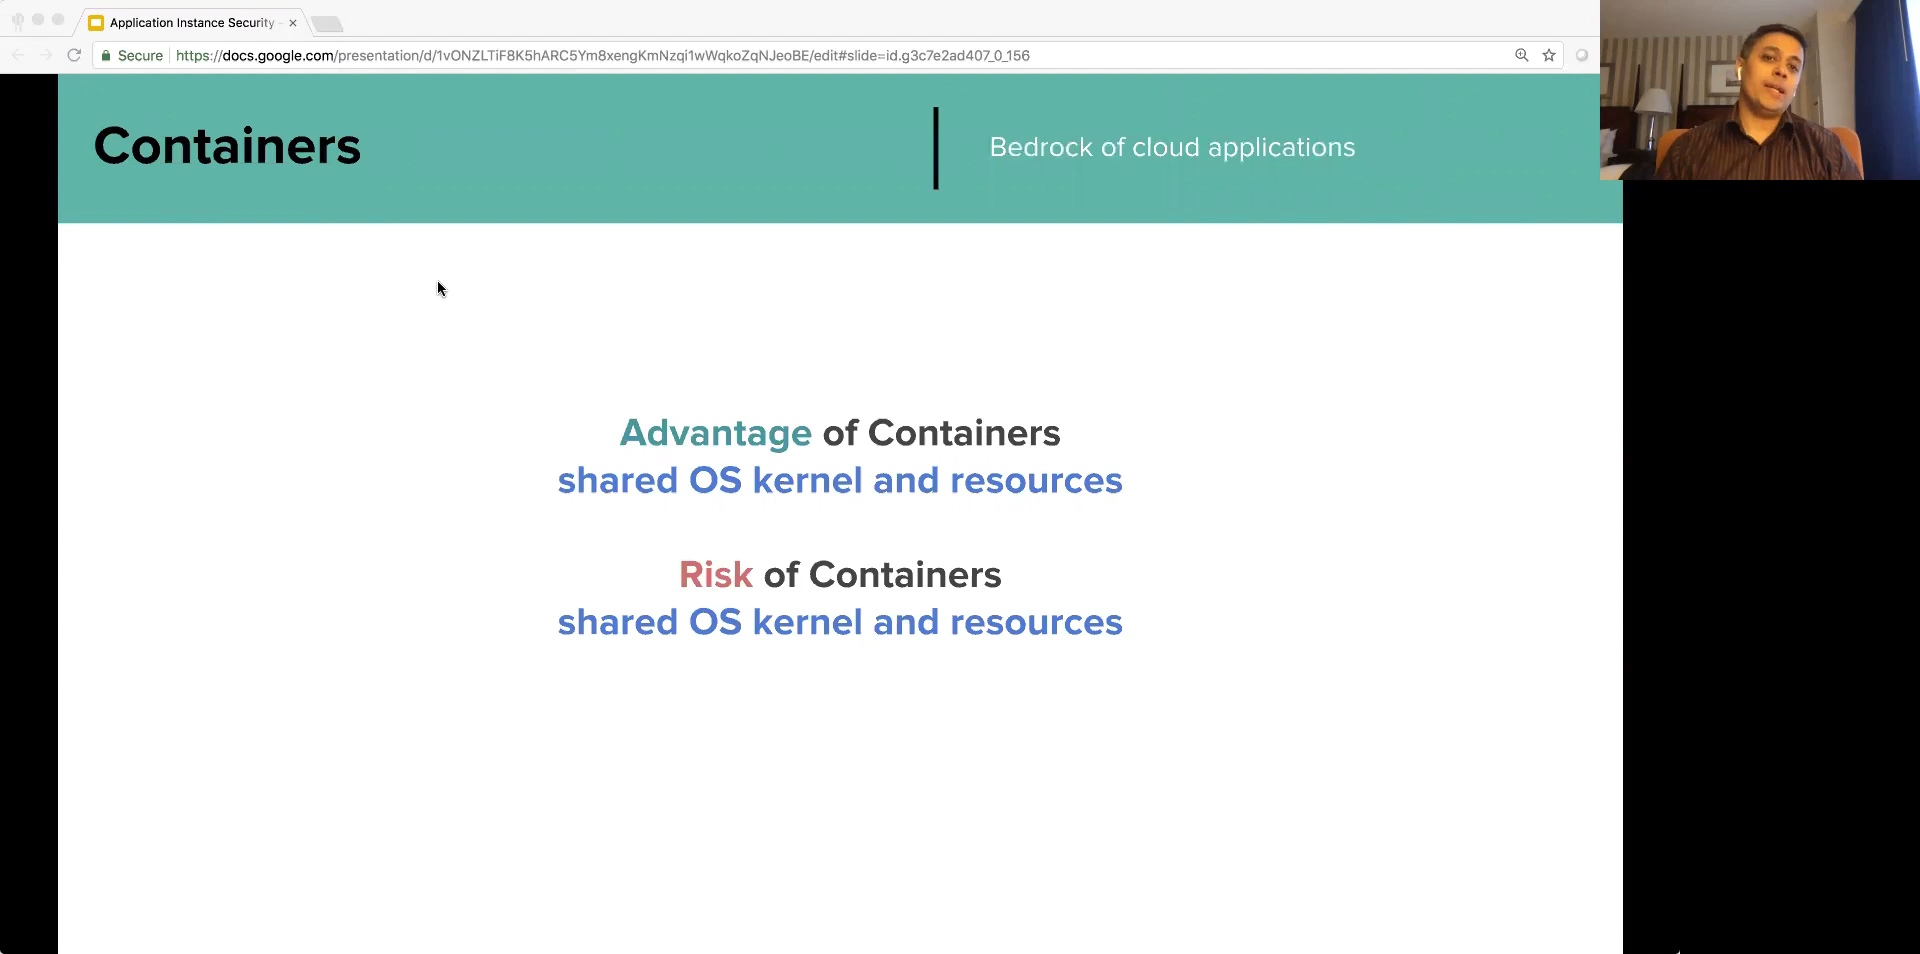 Application Instance Security -
Secure
https://docs.google.com/presentation/d/1vONZLTiF8K5hARC5Ym8xengKmNzqi1wWqkoZqNJeoBE/edit#slide=id.g3c7e2ad407_0_156
Containers
Bedrock of cloud applications
Advantage of Containers
shared OS kernel and resources
Risk of Containers
shared OS kernel and resources